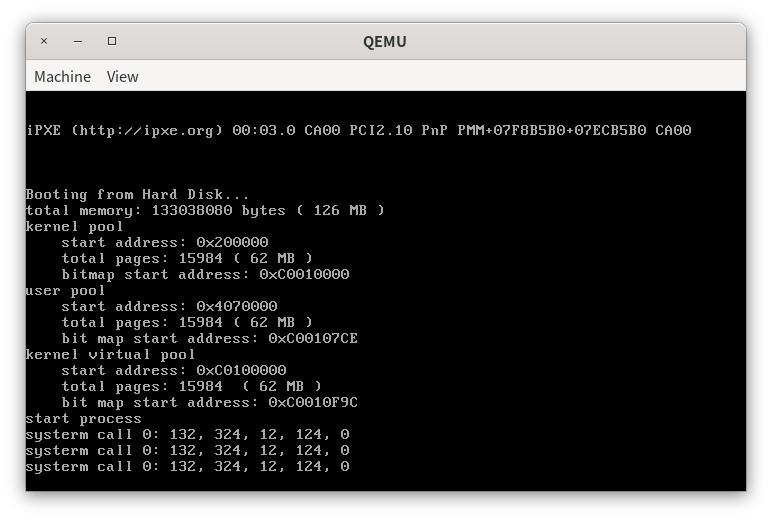 QEMU
Machine View
iPXE (http://ipxe.org) 00:03.0 CA00 PCI2.10 PnP PMM+07F8B5B0+07ECB5B0 CA00
Booting from Hard Disk...
total memory: 133038080 bytes ( 126 MB )
kernel pool
    start address: 0x200000
    total pages: 15984 ( 62 MB )
    bitmap start address: 0xC0010000
user pool
    start address: 0x4070000
    total pages: 15984 ( 62 MB )
    bit map start address: 0xC00107CE
kernel virtual pool
    start address: 0xC0100000
    total pages: 15984  ( 62 MB )
    bit map start address: 0xC0010F9C
start process
systerm call 0: 132, 324, 12, 124, 0
systerm call 0: 132, 324, 12, 124, 0
systerm call 0: 132, 324, 12, 124, 0